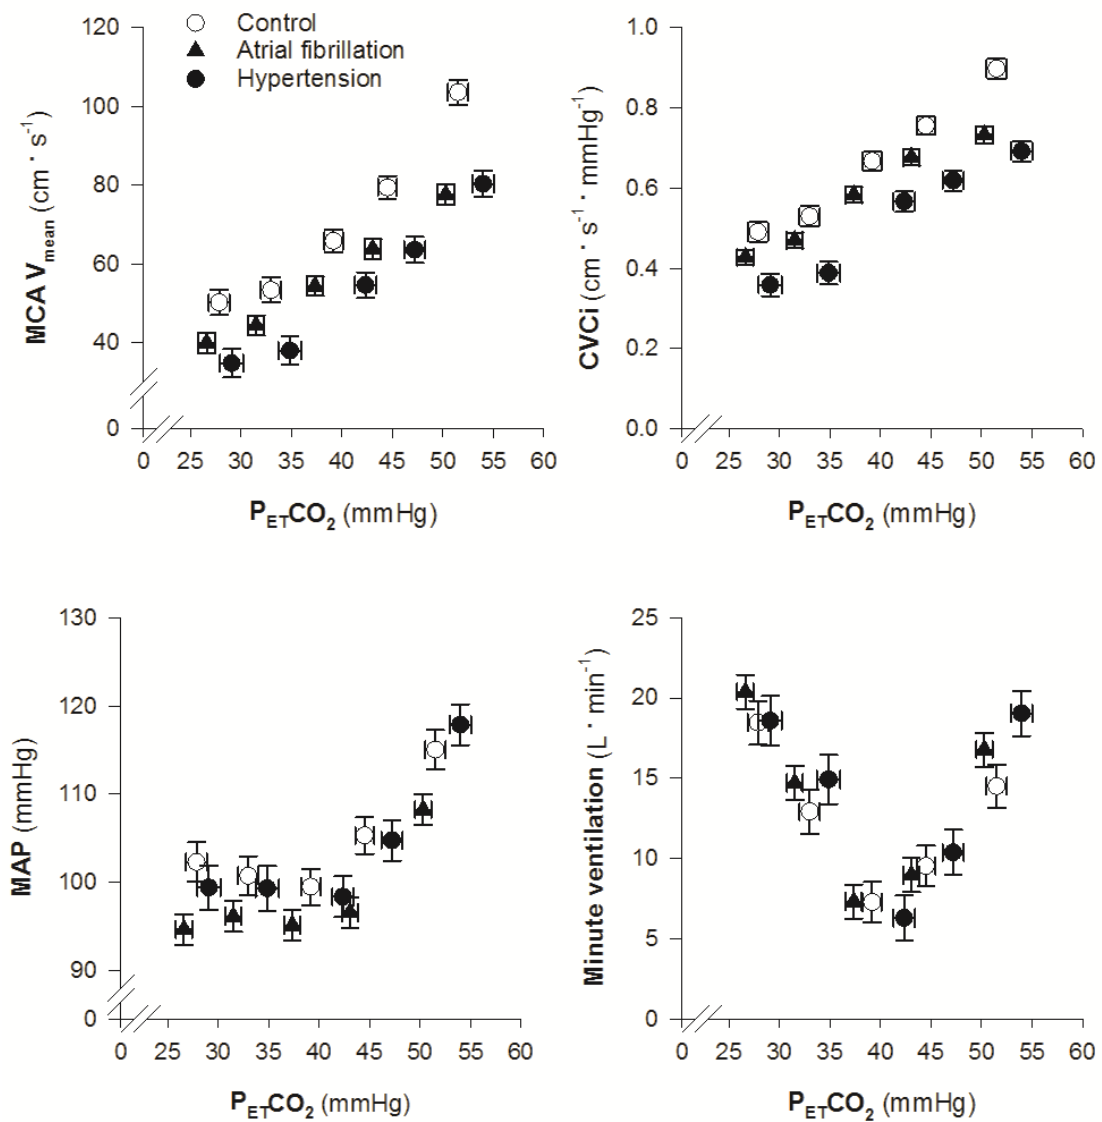 120
100
80
60
40
0
MCA Vmean (cm · s-1)
Control
Atrial fibrillation
Hypertension
0 25 30 35 40 45 50 55 60
PETCO2 (mmHg)
1.0
0.8
0.6
0.4
0.2
0.0
CVCi (cm · s-1 · mmHg-1)
0 25 30 35 40 45 50 55 60
PETCO2 (mmHg)
130
120
110
100
90
0
MAP (mmHg)
0 25 30 35 40 45 50 55 60
PETCO2 (mmHg)
25
20
15
10
5
0
Minute ventilation (L · min-1)
0 25 30 35 40 45 50 55 60
PETCO2 (mmHg)